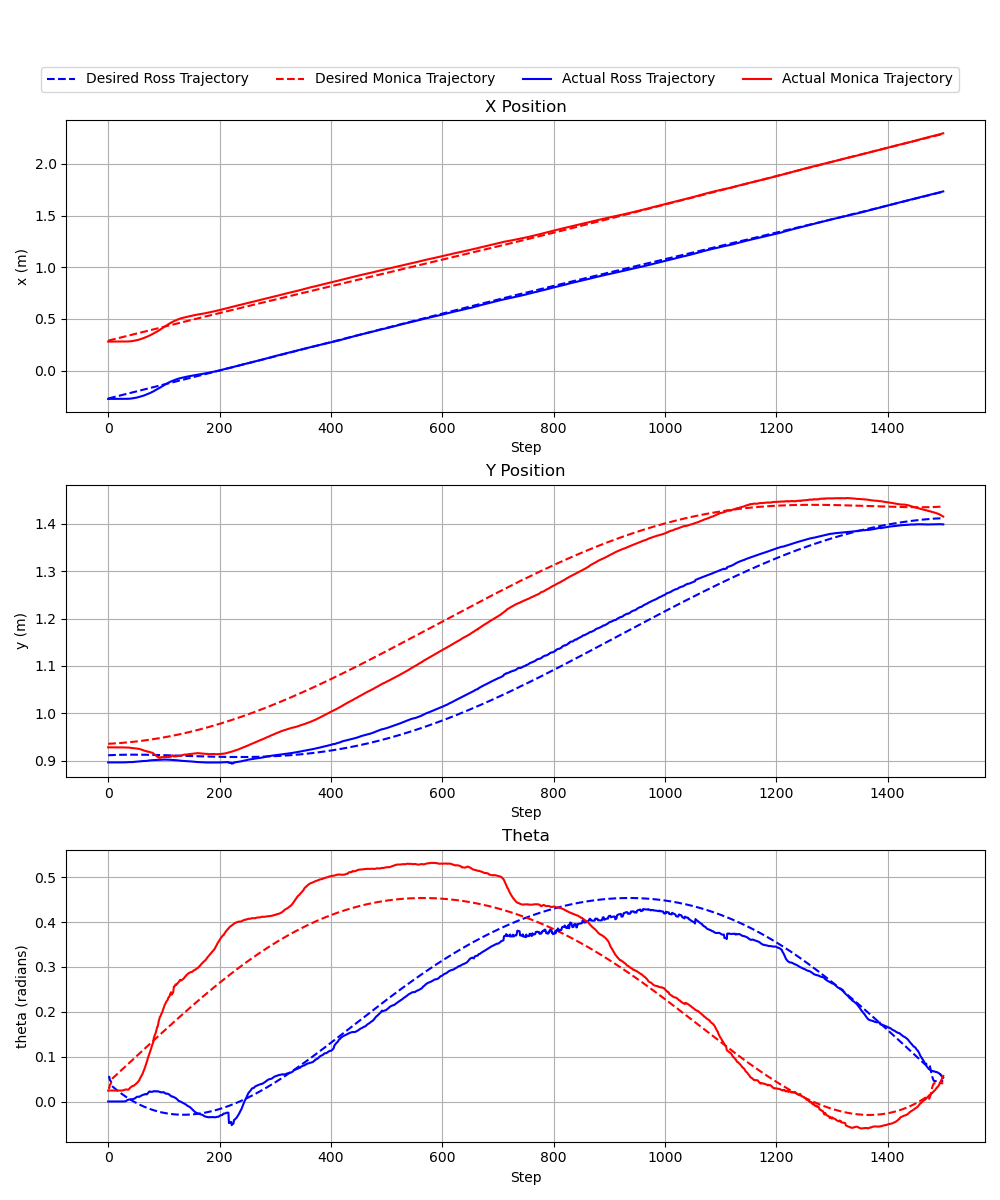 Desired Ross Trajectory Desired Monica Trajectory Actual Ross Trajectory Actual Monica Trajectory
X Position
2.0
1.5
1.0
0.5
0.0
x (m)
0 200 400 600 800 1000 1200 1400
Step
Y Position
1.4
1.3
1.2
1.1
1.0
0.9
y (m)
0 200 400 600 800 1000 1200 1400
Step
Theta
0.5
0.4
0.3
0.2
0.1
0.0
theta (radians)
0 200 400 600 800 1000 1200 1400
Step